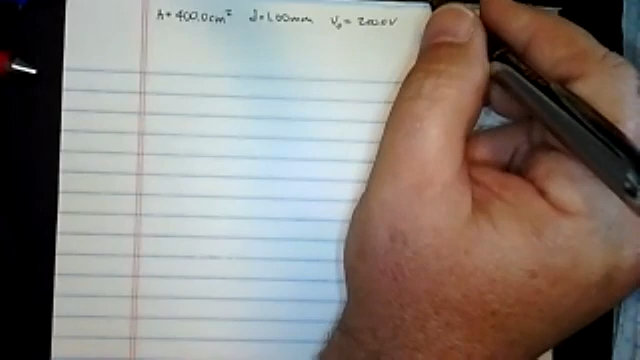 A = 400.0cm² d=1.00mm V₀ = 200.0V